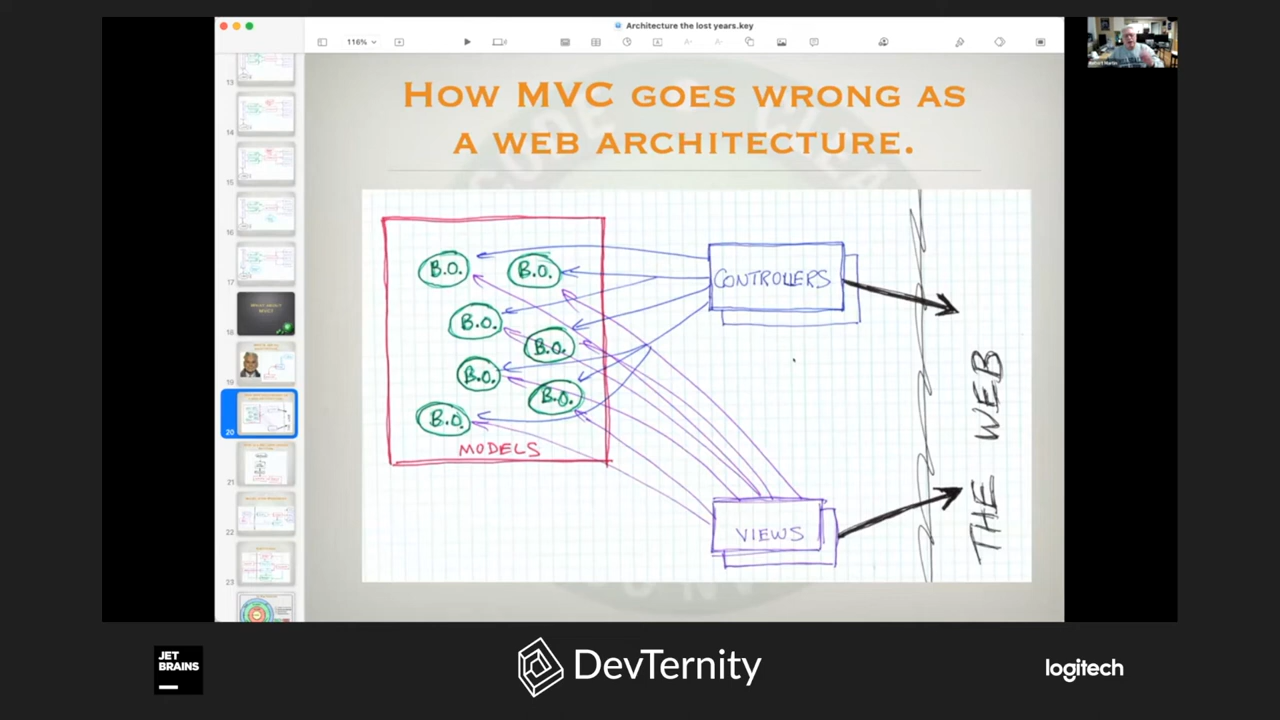 Architecture the lost years.key
116%
HOW MVC GOES WRONG AS
A WEB ARCHITECTURE.
B.O.
B.O.
B.O.
B.O.
B.O.
B.O.
B.O.
MODELS
CONTROLLERS
VIEWS
THE WEB
13
14
15
16
17
18
19
20
21
22
23
JET
BRAINS
DevTernity
logitech